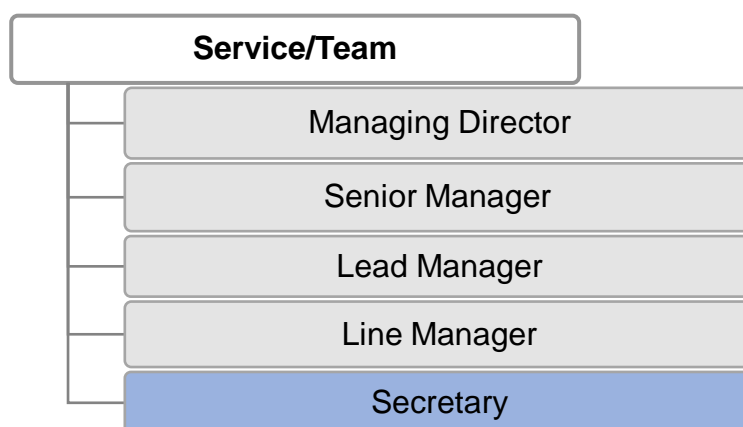 Service/Team
Managing Director
Senior Manager
Lead Manager
Line Manager
Secretary